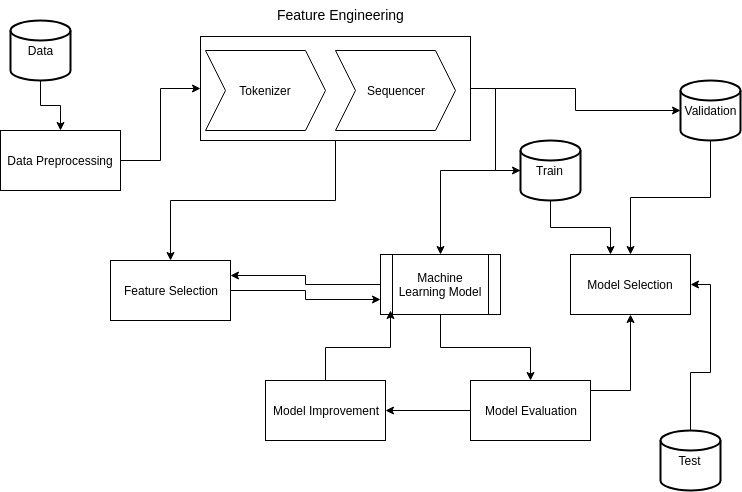 Feature Engineering
Data
Tokenizer
Sequencer
Validation
Data Preprocessing
Train
Feature Selection
Machine
Learning Model
Model Selection
Model Improvement
Model Evaluation
Test